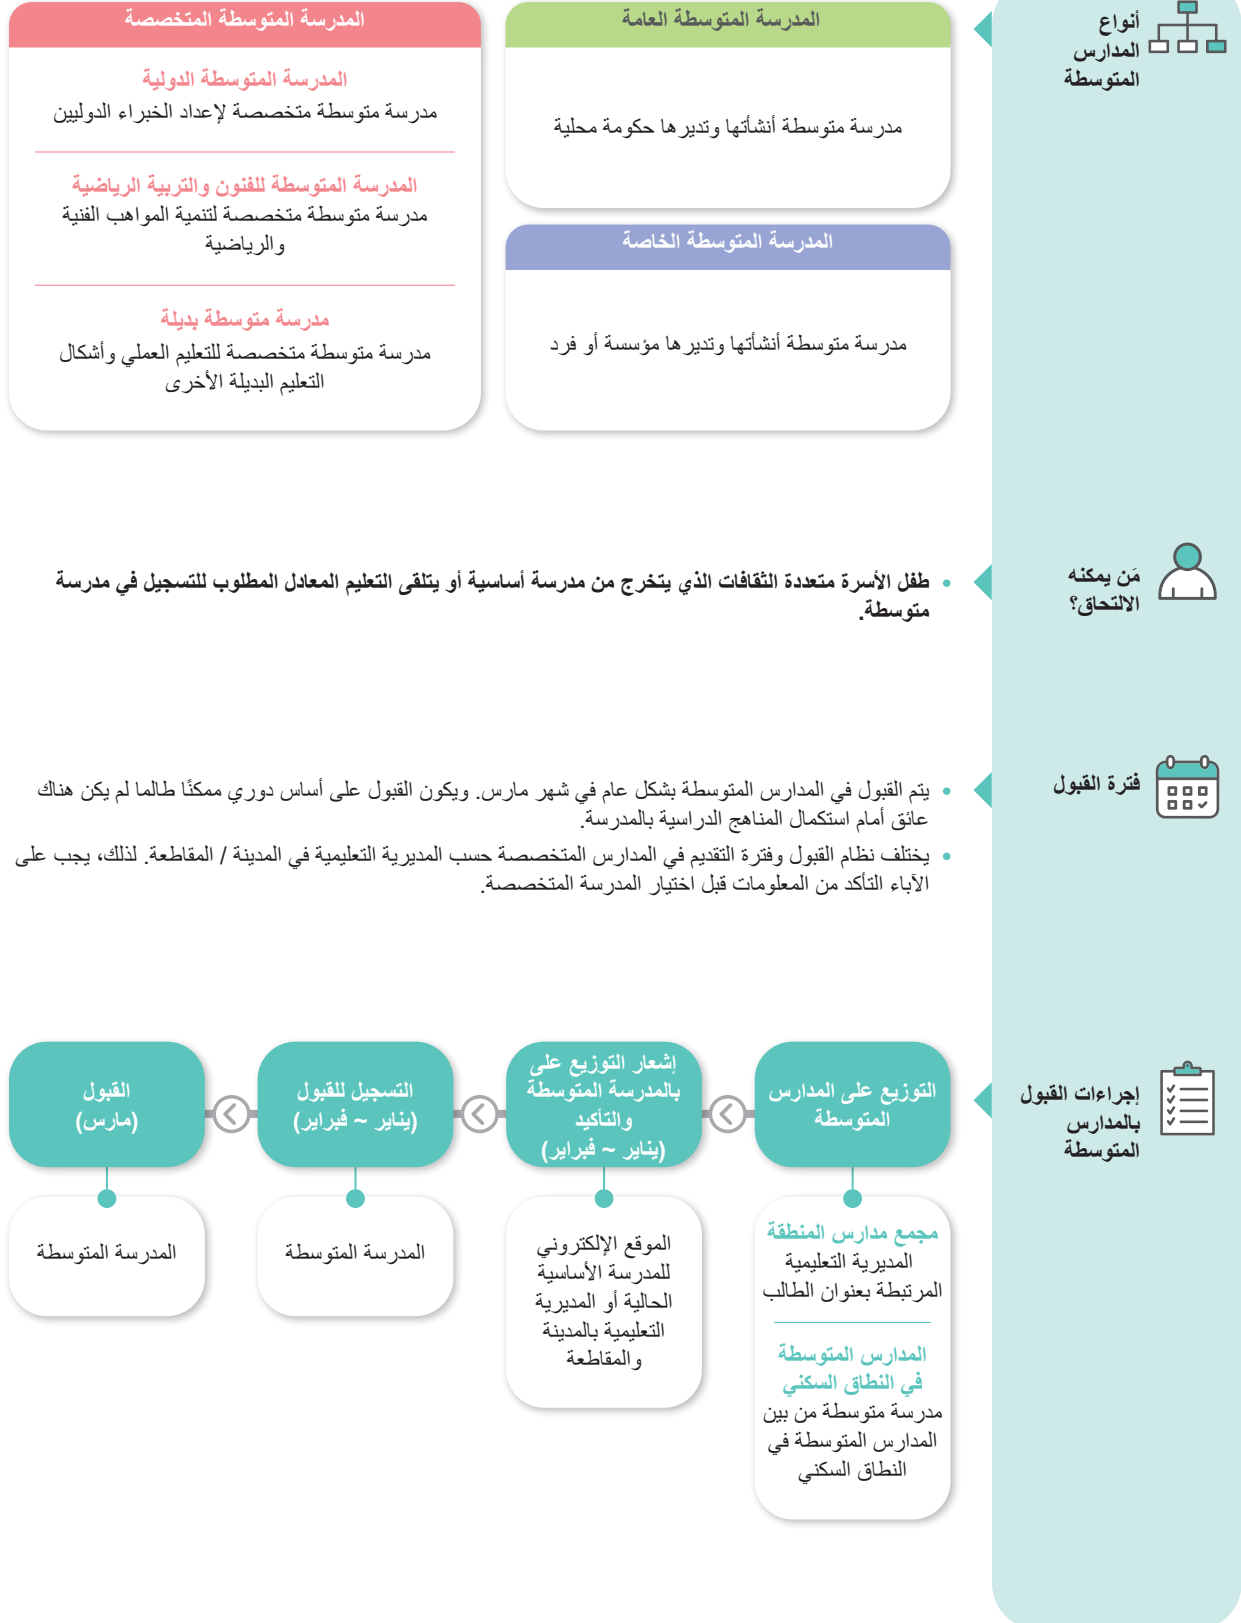 أنواع
المدارس
المتوسطة
المدرسة المتوسطة العامة
مدرسة متوسطة أنشأتها وتديرها حكومة محلية
المدرسة المتوسطة الخاصة
مدرسة متوسطة أنشأتها وتديرها مؤسسة أو فرد
المدرسة المتوسطة المتخصصة
المدرسة المتوسطة الدولية
مدرسة متوسطة متخصصة لإعداد الخبراء الدوليين
المدرسة المتوسطة للفنون والتربية الرياضية
مدرسة متوسطة متخصصة لتنمية المواهب الفنية
والرياضية
مدرسة متوسطة بديلة
مدرسة متوسطة متخصصة للتعليم العملي وأشكال
التعليم البديلة الأخرى
مَن يمكنه
الالتحاق؟
• طفل الأسرة متعددة الثقافات الذي يتخرج من مدرسة أساسية أو يتلقى التعليم المعادل المطلوب للتسجيل في مدرسة
متوسطة.
فترة القبول
• يتم القبول في المدارس المتوسطة بشكل عام في شهر مارس. ويكون القبول على أساس دوري ممكنًا طالما لم يكن هناك
عائق أمام استكمال المناهج الدراسية بالمدرسة.
• يختلف نظام القبول وفترة التقديم في المدارس المتخصصة حسب المديرية التعليمية في المدينة / المقاطعة. لذلك، يجب على
الآباء التأكد من المعلومات قبل اختيار المدرسة المتخصصة.
إجراءات القبول
بالمدارس
المتوسطة
التوزيع على المدارس
المتوسطة
مجمع مدارس المنطقة
المديرية التعليمية
المرتبطة بعنوان الطالب
المدارس المتوسطة
في النطاق السكني
مدرسة متوسطة من بين
المدارس المتوسطة في
النطاق السكني
إشعار التوزيع على
بالمدرسة المتوسطة
والتأكيد
(يناير ~ فبراير)
الموقع الإلكتروني
للمدرسة الأساسية
الحالية أو المديرية
التعليمية بالمدينة
والمقاطعة
التسجيل للقبول
(يناير ~ فبراير)
المدرسة المتوسطة
القبول
(مارس)
المدرسة المتوسطة